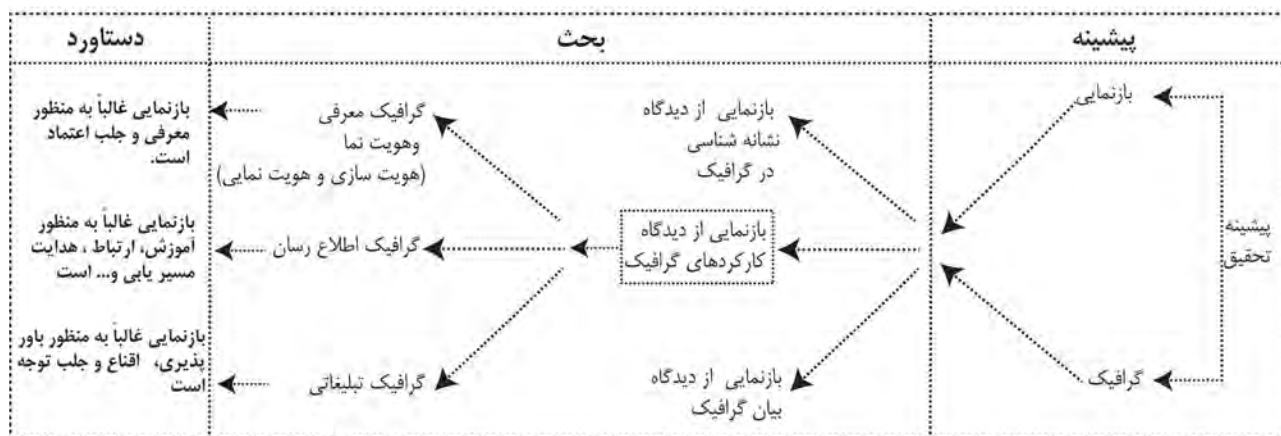 پیشینه
بحث
دستاورد
پیشینه
تحقیق
بازنمایی
گرافیک
بازنمایی از دیدگاه
نشانه شناسی
در گرافیک
بازنمایی از دیدگاه
کارکردهای گرافیک
بازنمایی از دیدگاه
بیان گرافیک
گرافیک معرفی
وهویت نما
(هویت سازی و هویت نمایی)
گرافیک اطلاع رسان
گرافیک تبلیغاتی
بازنمایی غالباً به منظور
معرفی و جلب اعتماد
است.
بازنمایی غالباً به منظور
آموزش، ارتباط ، هدایت
مسیر یابی و... است
بازنمایی غالباً به منظور باور
پذیری، اقناع و جلب توجه
است